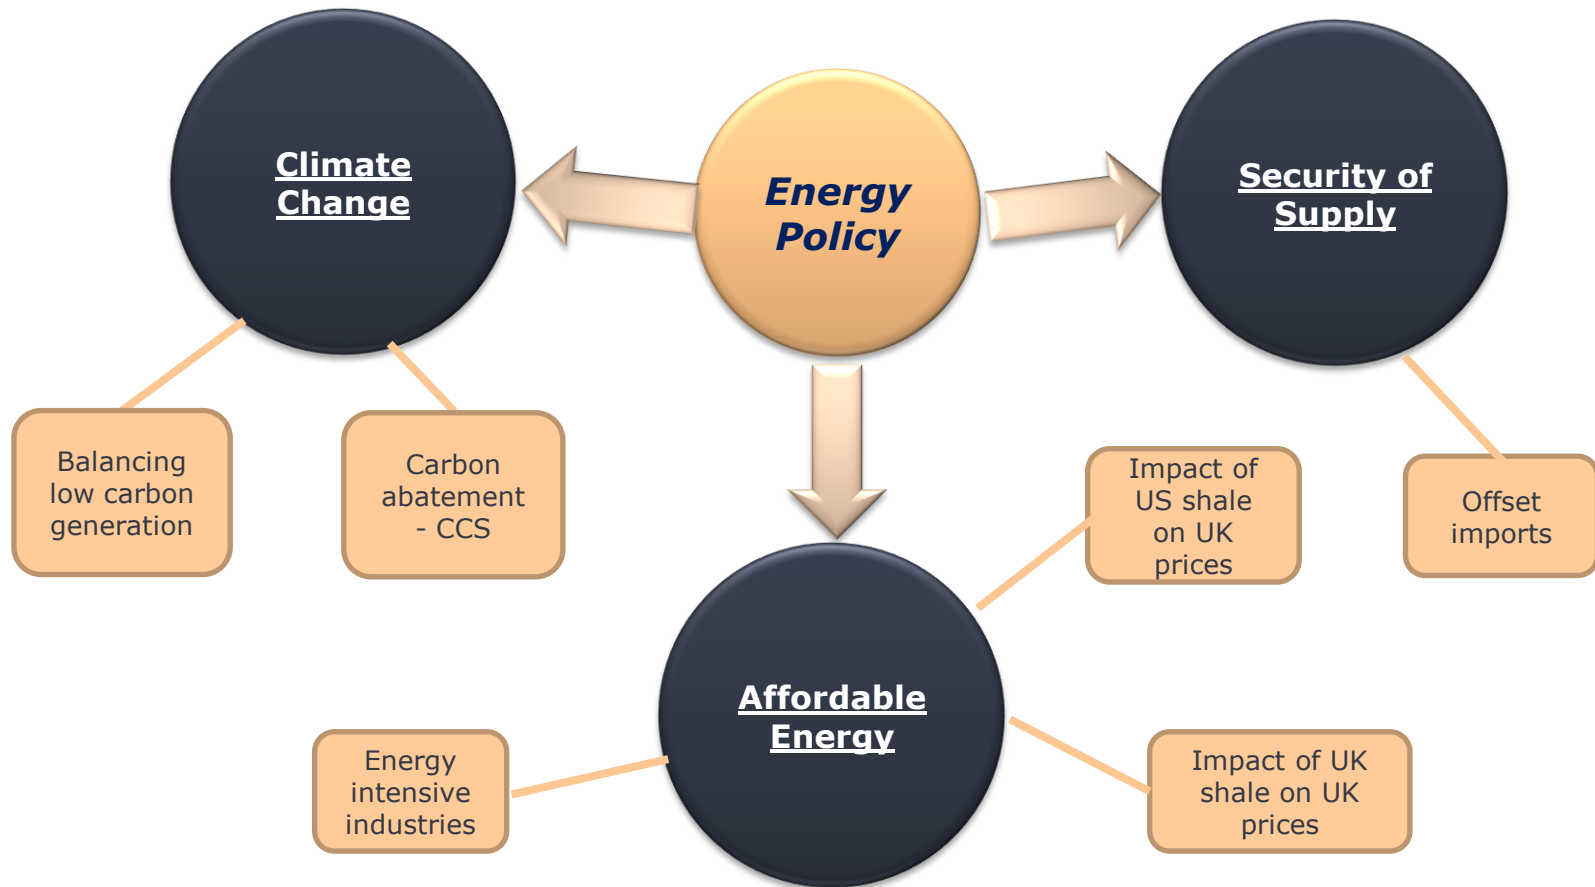 Climate
Change
Energy
Policy
Security of
Supply
Balancing
low carbon
generation
Carbon
abatement
- CCS
Impact of
US shale
on UK
prices
Offset
imports
Affordable
Energy
Energy
intensive
industries
Impact of UK
shale on UK
prices